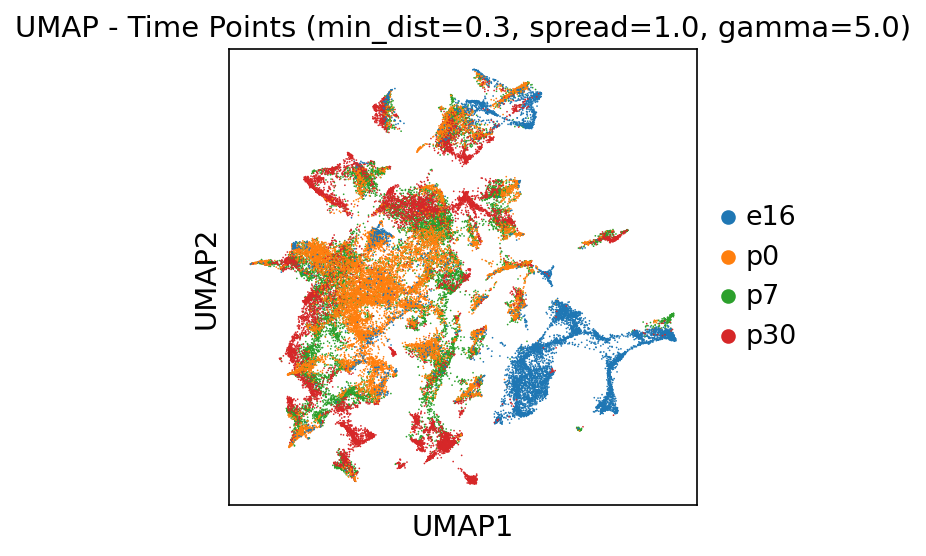 UMAP - Time Points (min_dist=0.3, spread=1.0, gamma=5.0)
UMAP2
e16
p0
p7
p30
UMAP1